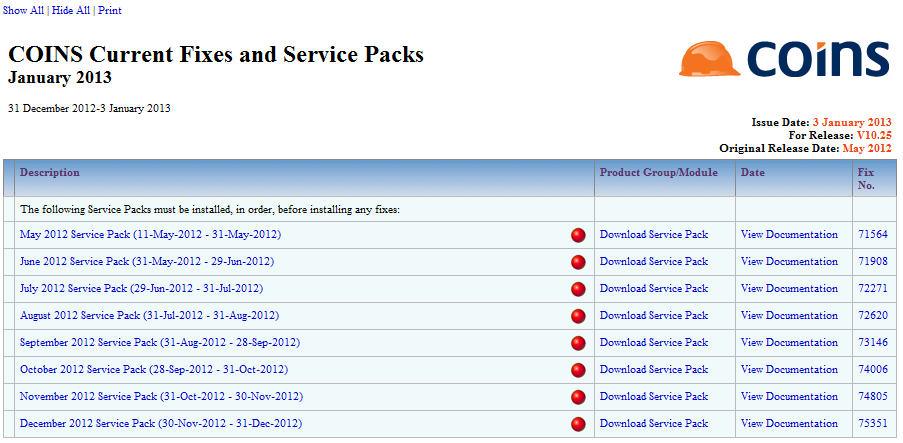 Show All | Hide All | Print
COINS Current Fixes and Service Packs
January 2013
31 December 2012-3 January 2013
coins
Issue Date: 3 January 2013
For Release: V10.25
Original Release Date: May 2012
Description Product Group/Module Date Fix No.
The following Service Packs must be installed, in order, before installing any fixes:
May 2012 Service Pack (11-May-2012 - 31-May-2012) Download Service Pack View Documentation 71564
June 2012 Service Pack (31-May-2012 - 29-Jun-2012) Download Service Pack View Documentation 71908
July 2012 Service Pack (29-Jun-2012 - 31-Jul-2012) Download Service Pack View Documentation 72271
August 2012 Service Pack (31-Jul-2012 - 31-Aug-2012) Download Service Pack View Documentation 72620
September 2012 Service Pack (31-Aug-2012 - 28-Sep-2012) Download Service Pack View Documentation 73146
October 2012 Service Pack (28-Sep-2012 - 31-Oct-2012) Download Service Pack View Documentation 74006
November 2012 Service Pack (31-Oct-2012 - 30-Nov-2012) Download Service Pack View Documentation 74805
December 2012 Service Pack (30-Nov-2012 - 31-Dec-2012) Download Service Pack View Documentation 75351